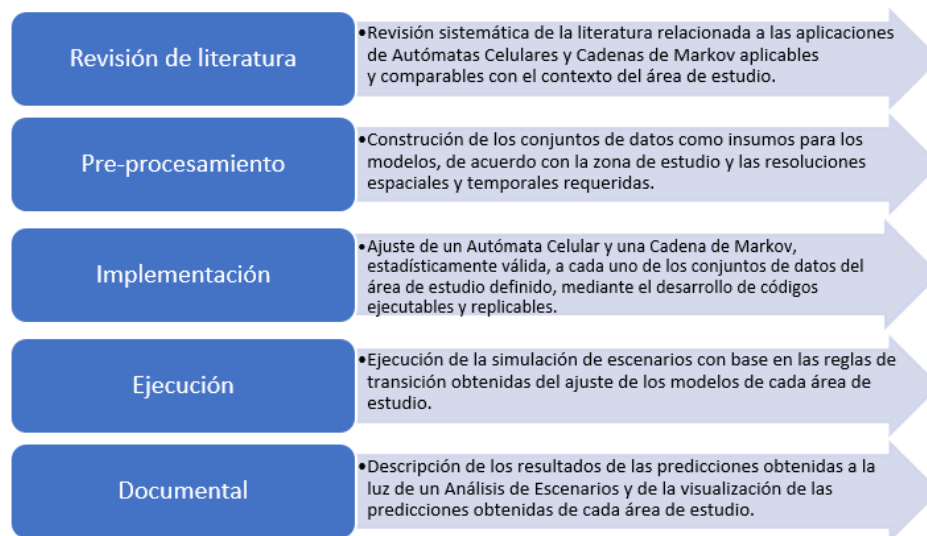 Revisión de literatura
•Revisión sistemática de la literatura relacionada a las aplicaciones
de Autómatas Celulares y Cadenas de Markov aplicables
y comparables con el contexto del área de estudio.
Pre-procesamiento
•Construción de los conjuntos de datos como insumos para los
modelos, de acuerdo con la zona de estudio y las resoluciones
espaciales y temporales requeridas.
Implementación
•Ajuste de un Autómata Celular y una Cadena de Markov,
estadísticamente válida, a cada uno de los conjuntos de datos del
área de estudio definido, mediante el desarrollo de códigos
ejecutables y replicables.
Ejecución
•Ejecución de la simulación de escenarios con base en las reglas de
transición obtenidas del ajuste de los modelos de cada área de
estudio.
Documental
•Descripción de los resultados de las predicciones obtenidas a la
luz de un Análisis de Escenarios y de la visualización de las
predicciones obtenidas de cada área de estudio.